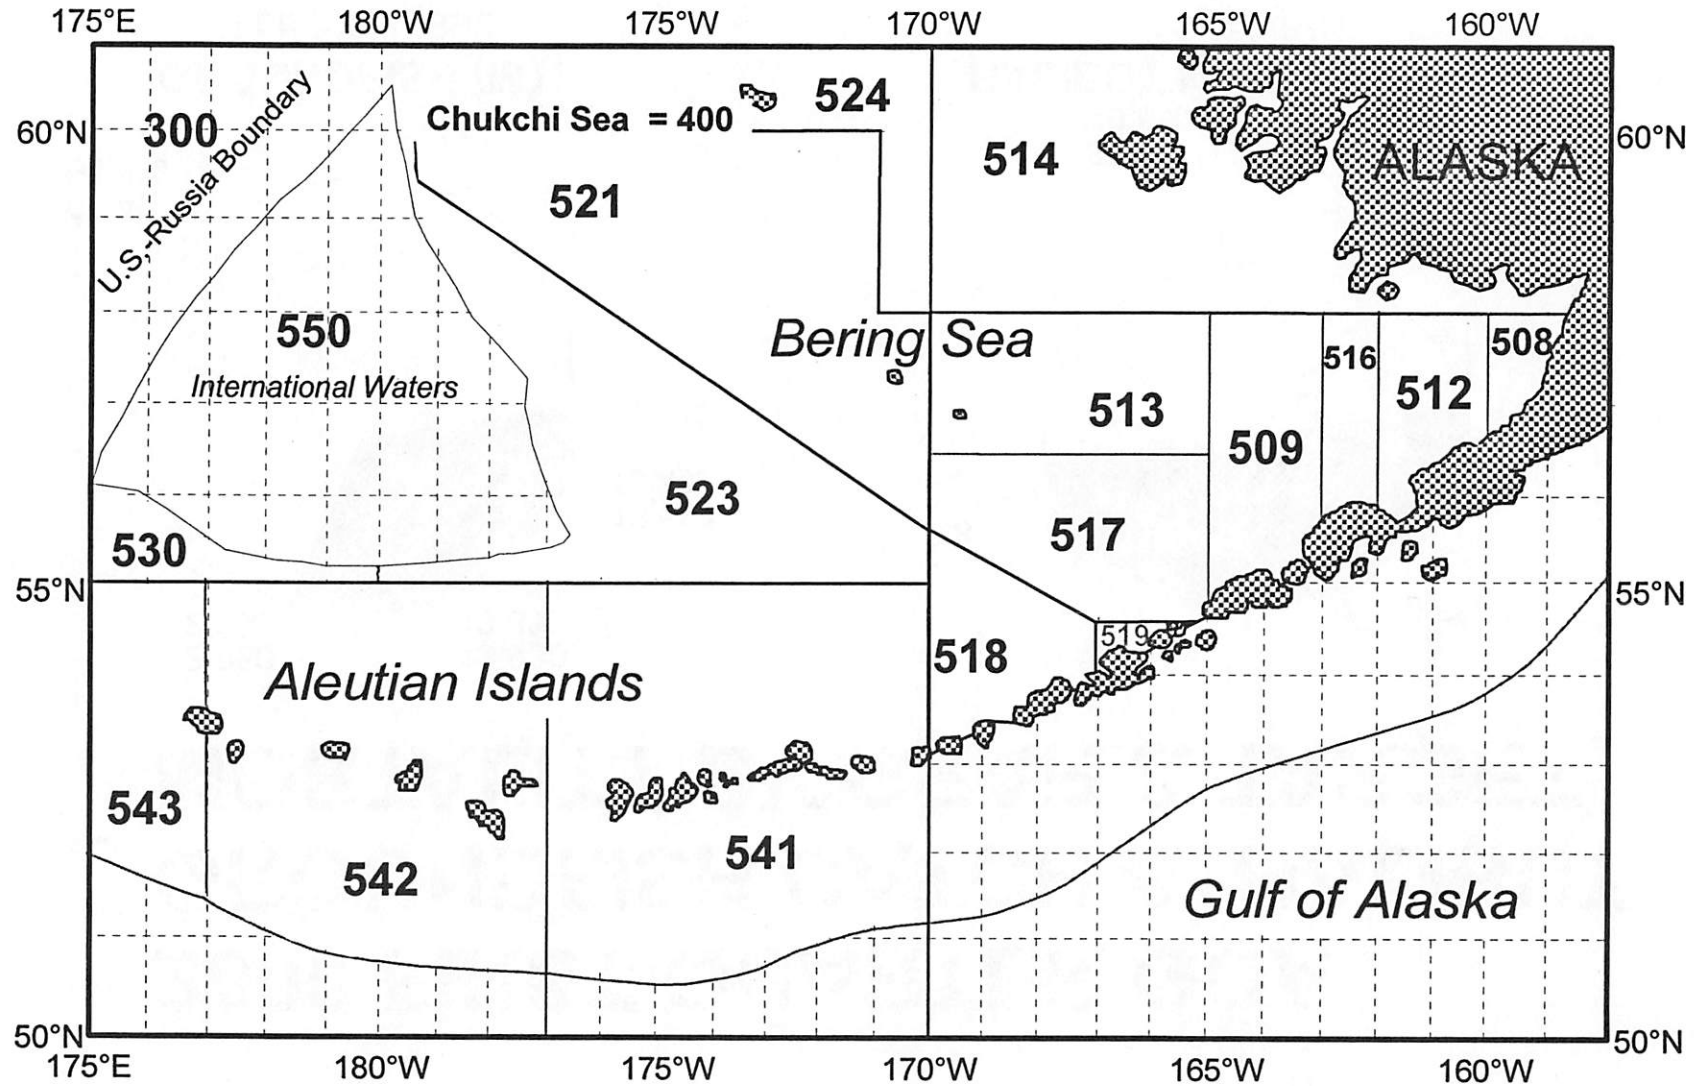 175°E 180°W 175°W 170°W 165°W 160°W
524
Chukchi Sea = 400
300
60°N
60°N
514
ALASKA
521
U.S.-Russia Boundary
550
Bering Sea
516
508
International Waters
512
513
509
523
517
530
55°N
55°N
519
518
Aleutian Islands
543
541
542
Gulf of Alaska
50°N
50°N
175°E 180°W 175°W 170°W 165°W 160°W